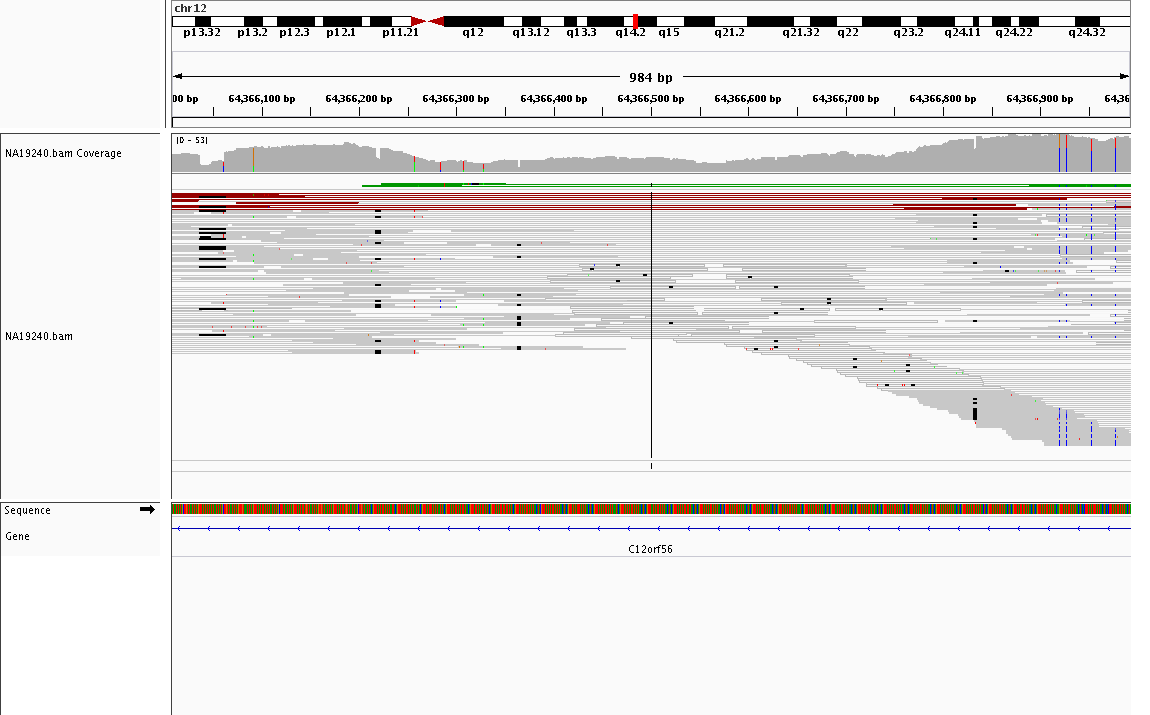 chr12
p13.32 p13.2 p12.3 p12.1 p11.21 q12 q13.12 q13.3 q14.2 q15 q21.2 q21.32 q22 q23.2 q24.11 q24.22 q24.32
984 bp
00 bp 64,366,100 bp 64,366,200 bp 64,366,300 bp 64,366,400 bp 64,366,500 bp 64,366,600 bp 64,366,700 bp 64,366,800 bp 64,366,900 bp 64,36
[0 - 53]
NA19240.bam Coverage
NA19240.bam
Sequence
Gene
C12orf56